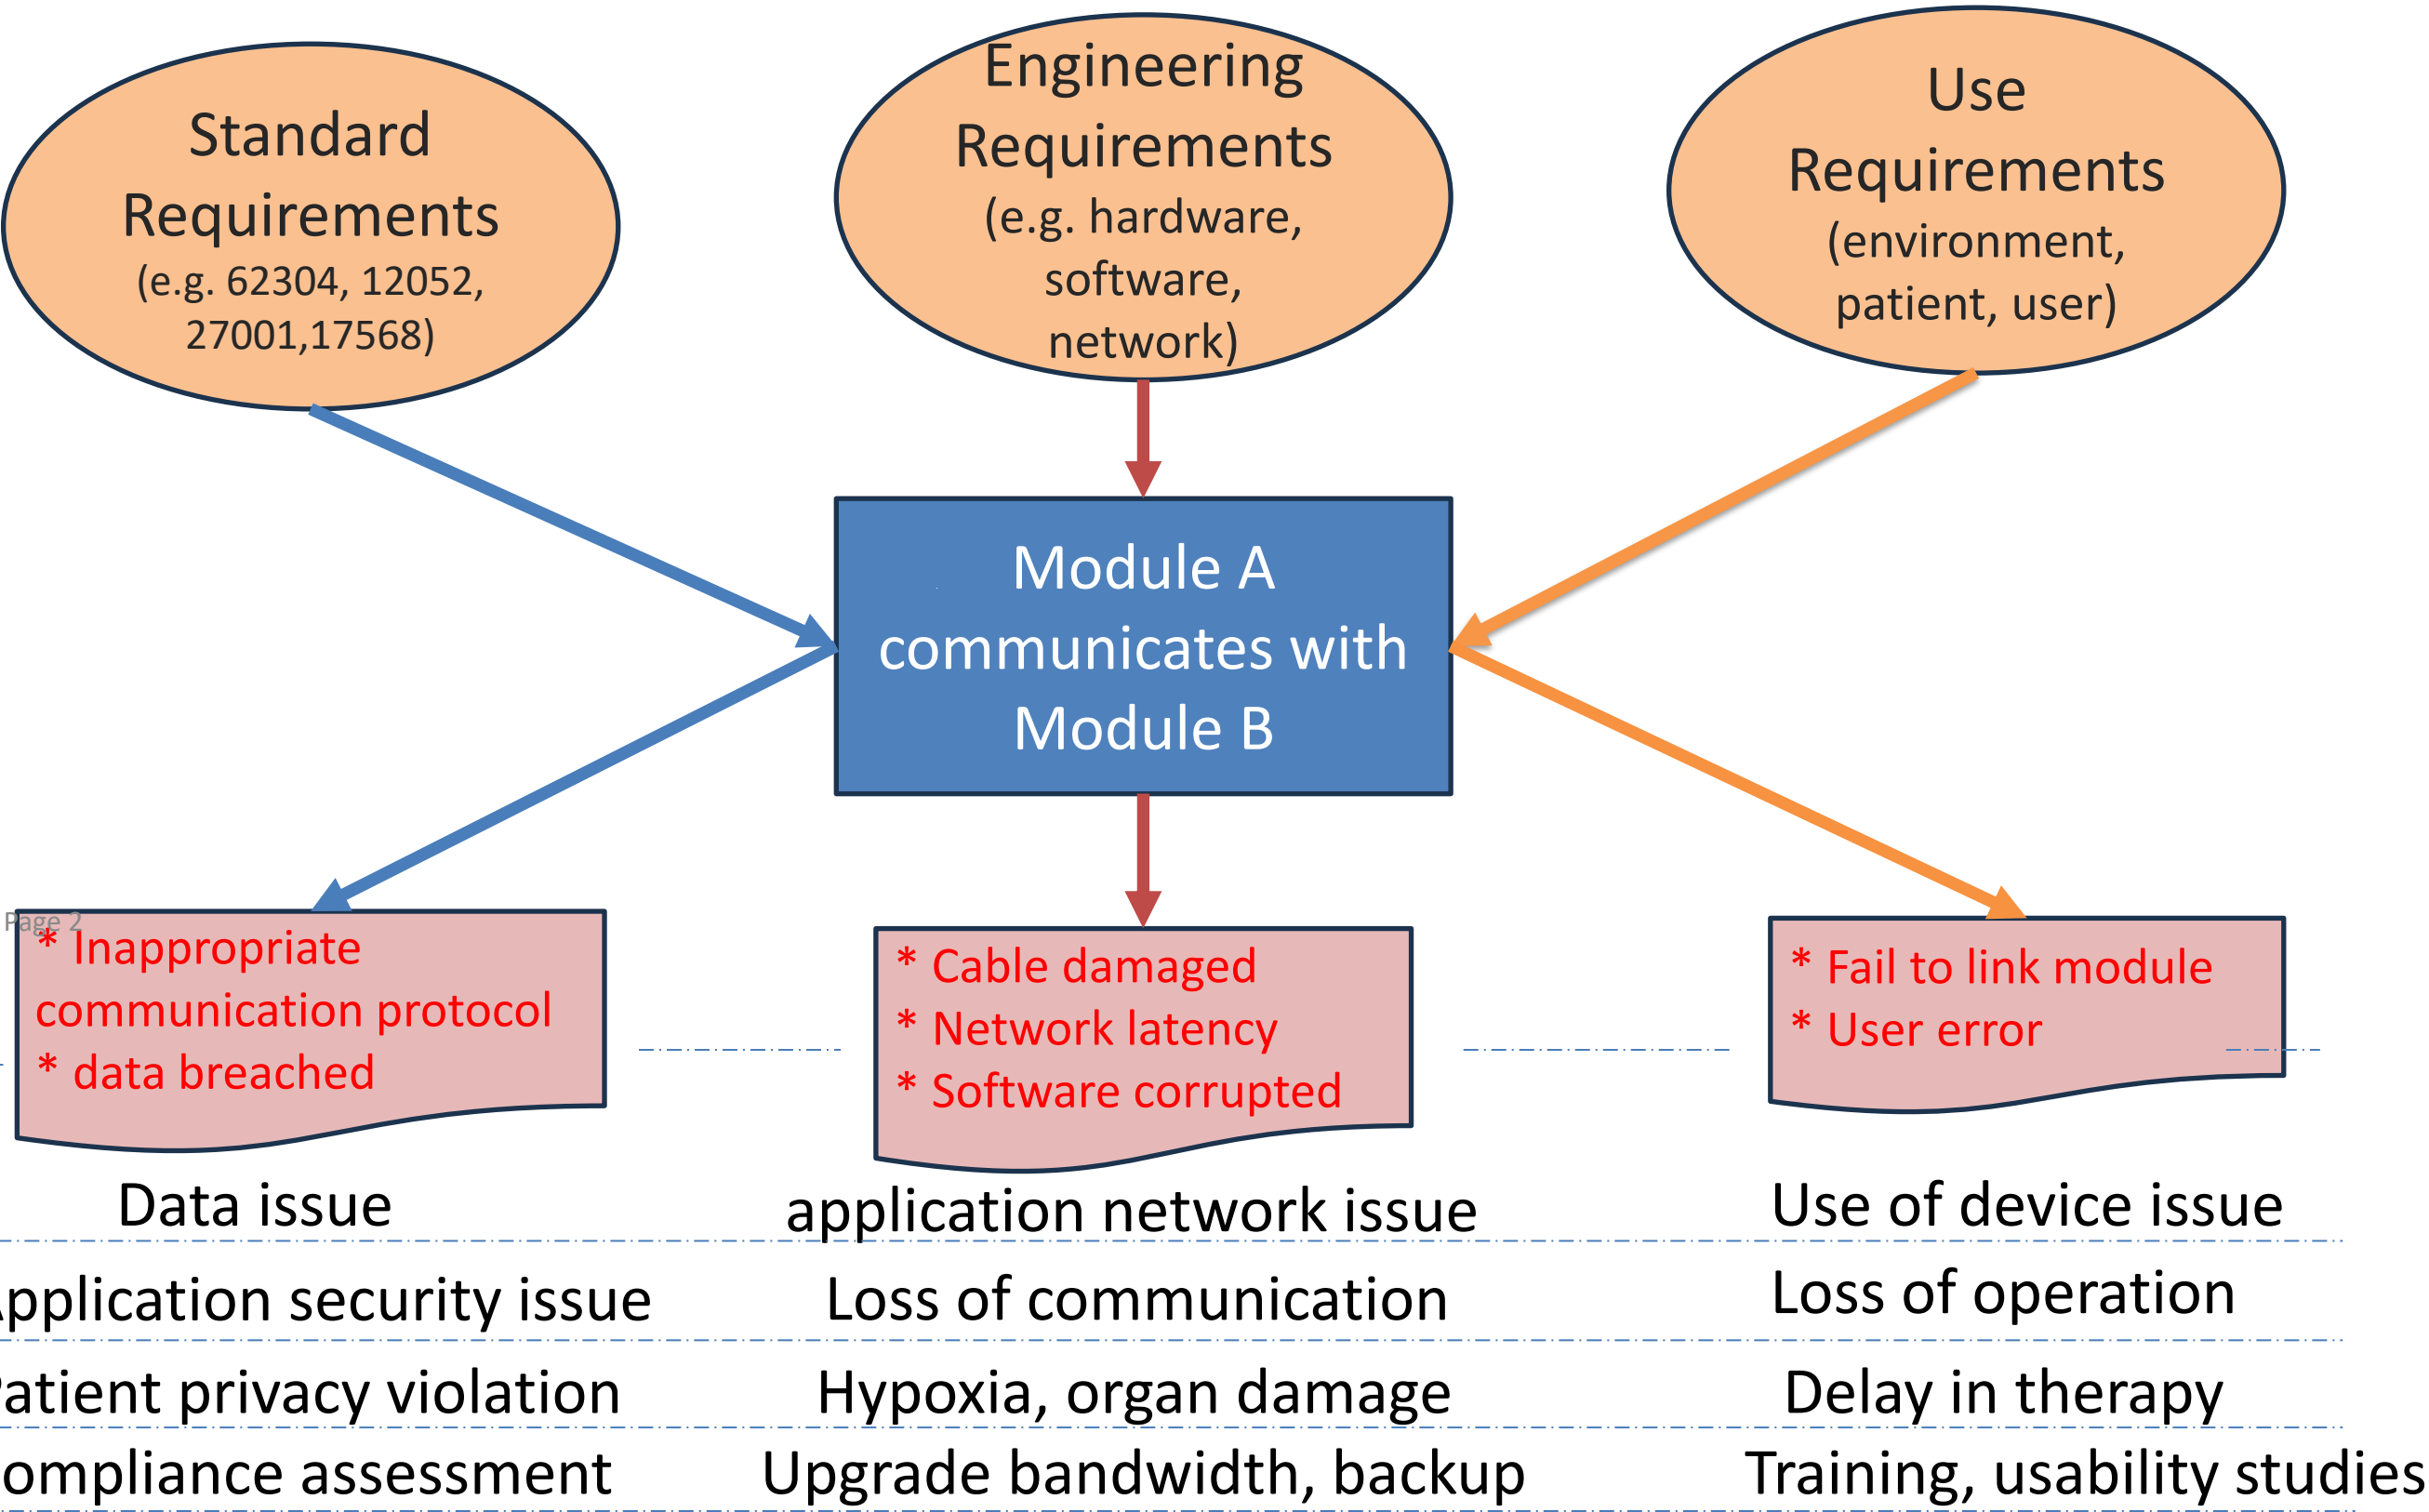 Standard
Requirements
(e.g. 62304, 12052,
27001,17568)
Engineering
Requirements
(e.g. hardware,
software,
network)
Use
Requirements
(environment,
patient, user)
Module A
communicates with
Module B
Page 2
* Inappropriate
communication protocol
* data breached
* Cable damaged
* Network latency
* Software corrupted
* Fail to link module
* User error
Data issue
application network issue
Use of device issue
Application security issue
Loss of communication
Loss of operation
Patient privacy violation
Hypoxia, organ damage
Delay in therapy
ompliance assessment
Upgrade bandwidth, backup
Training, usability studies